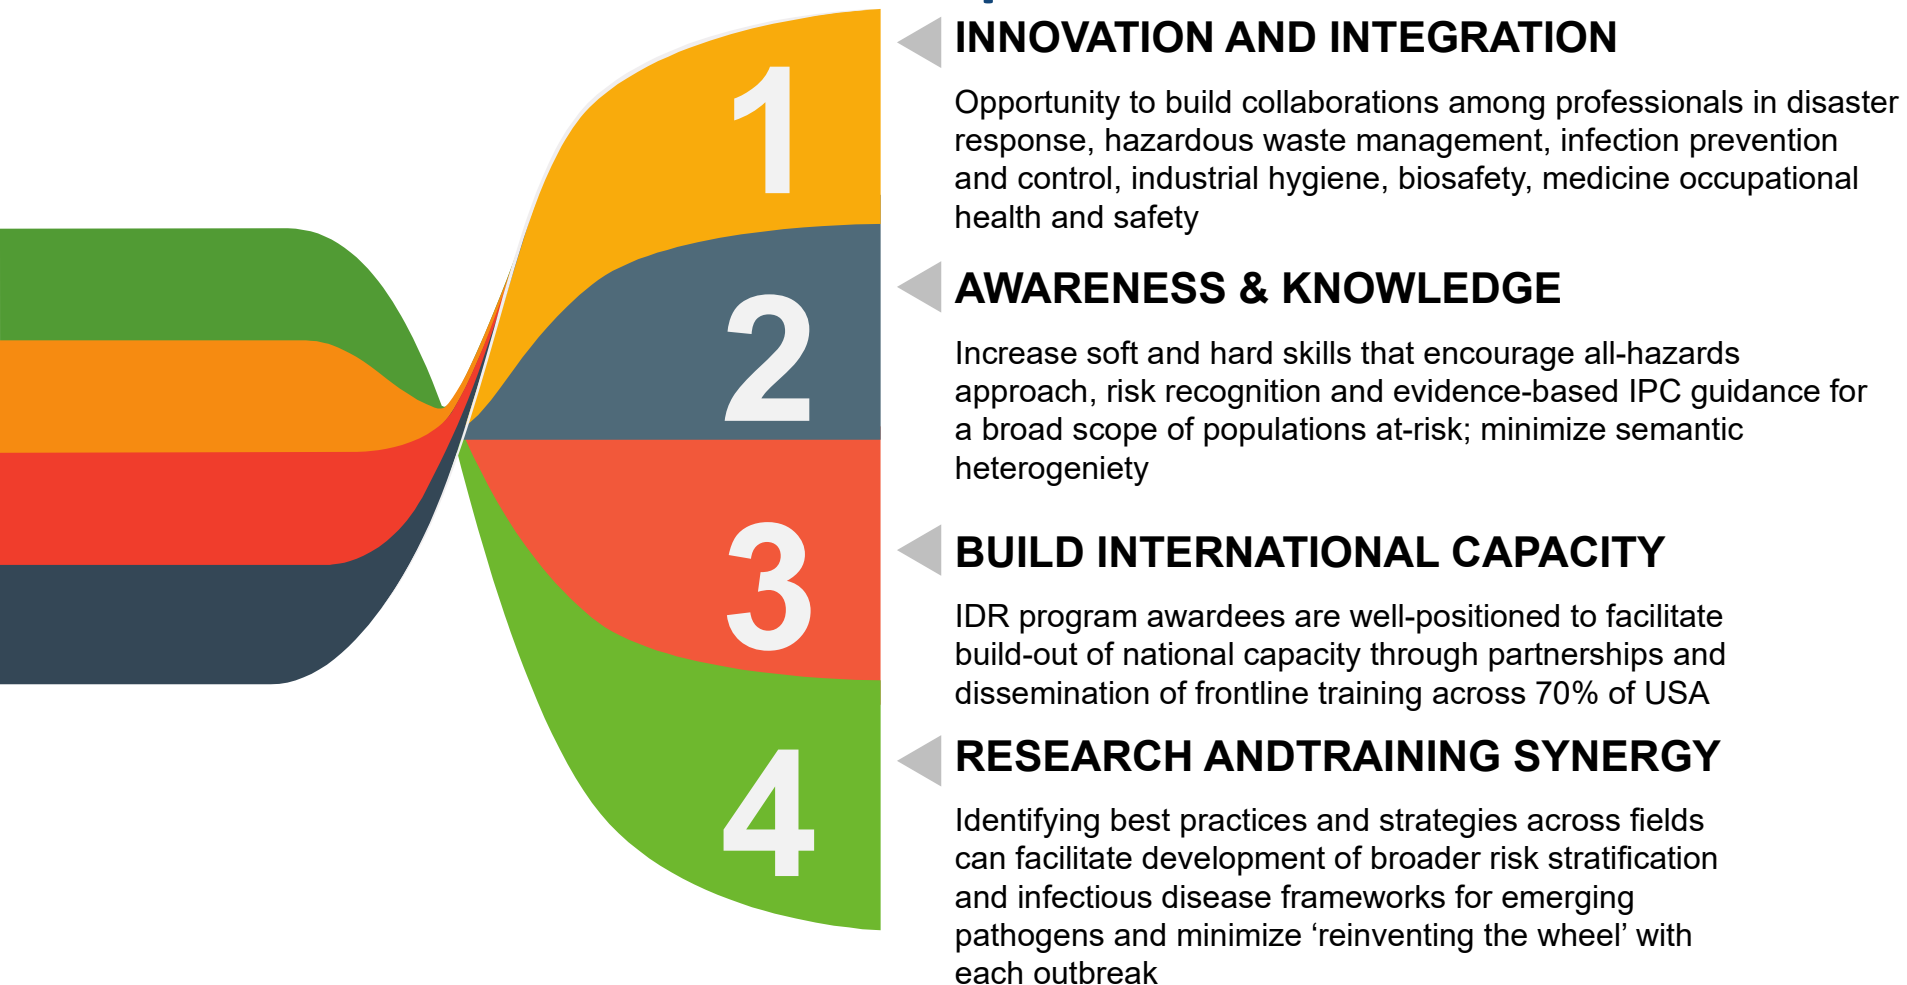 INNOVATION AND INTEGRATION
Opportunity to build collaborations among professionals in disaster
response, hazardous waste management, infection prevention
and control, industrial hygiene, biosafety, medicine occupational
health and safety
AWARENESS & KNOWLEDGE
Increase soft and hard skills that encourage all-hazards
approach, risk recognition and evidence-based IPC guidance for
a broad scope of populations at-risk; minimize semantic
heterogeniety
BUILD INTERNATIONAL CAPACITY
IDR program awardees are well-positioned to facilitate
build-out of national capacity through partnerships and
dissemination of frontline training across 70% of USA
RESEARCH ANDTRAINING SYNERGY
Identifying best practices and strategies across fields
can facilitate development of broader risk stratification
and infectious disease frameworks for emerging
pathogens and minimize ‘reinventing the wheel’ with
each outbreak
1
2
3
4